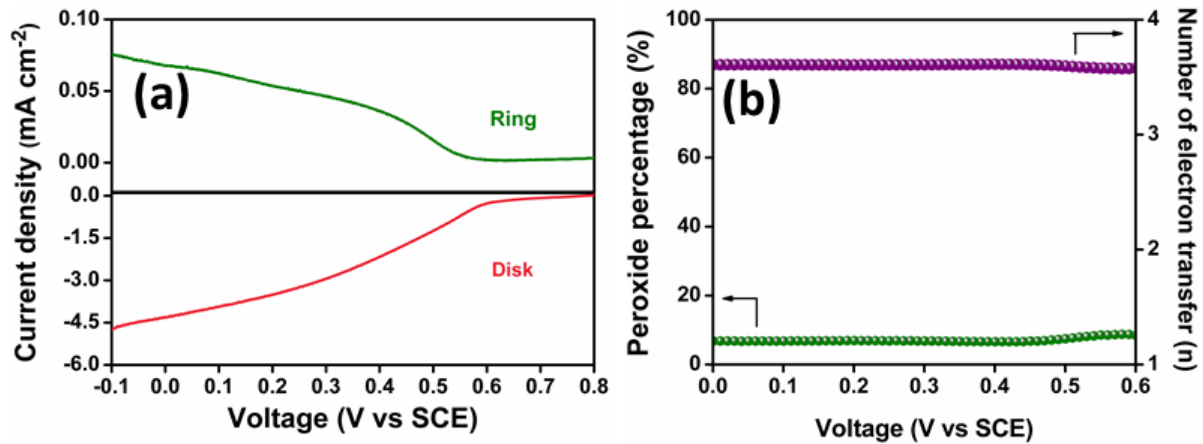 (a)
Current density (mA cm-2)
0.10
0.05
0.00
Ring
0.0
-1.5
-3.0
-4.5
-6.0
Disk
-0.1 0.0 0.1 0.2 0.3 0.4 0.5 0.6 0.7 0.8
Voltage (V vs SCE)
(b)
Peroxide percentage (%)
100
80
60
40
20
0
0.0 0.1 0.2 0.3 0.4 0.5 0.6
Voltage (V vs SCE)
4
3
2
1
Number of electron transfer (n)